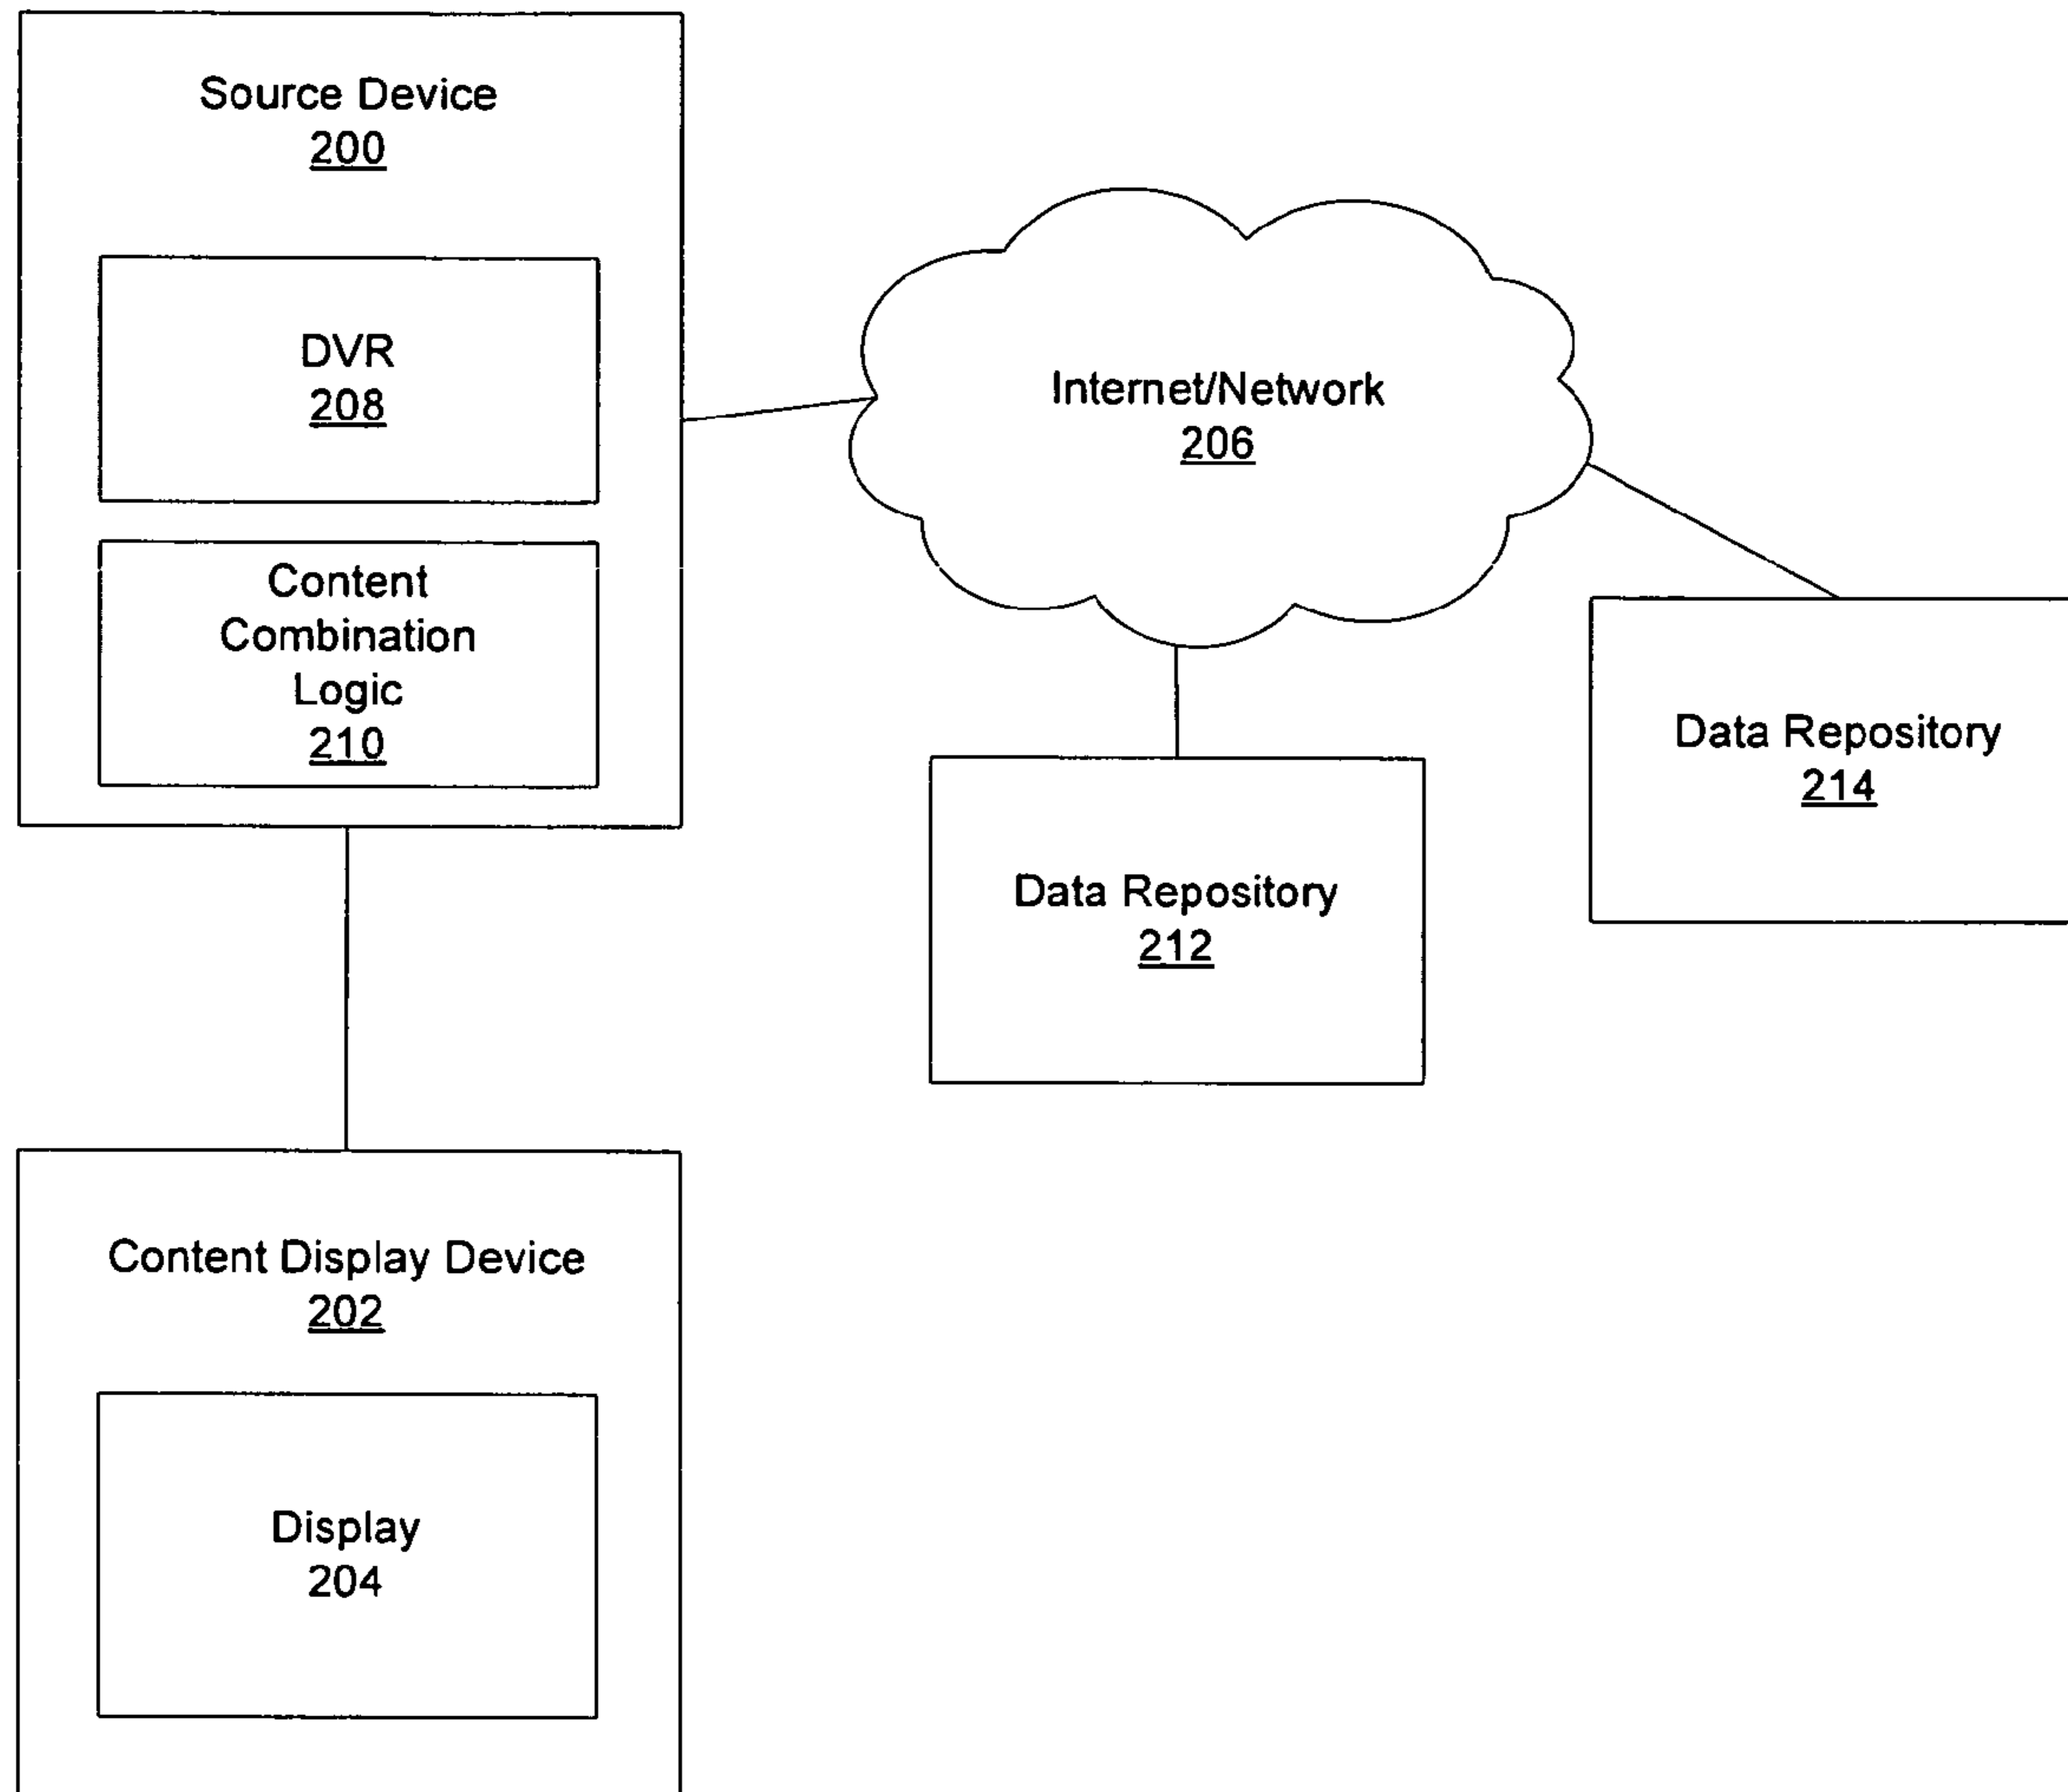 Source Device
200
DVR
208
Content
Combination
Logic
210
Internet/Network
206
Data Repository
212
Data Repository
214
Content Display Device
202
Display
204